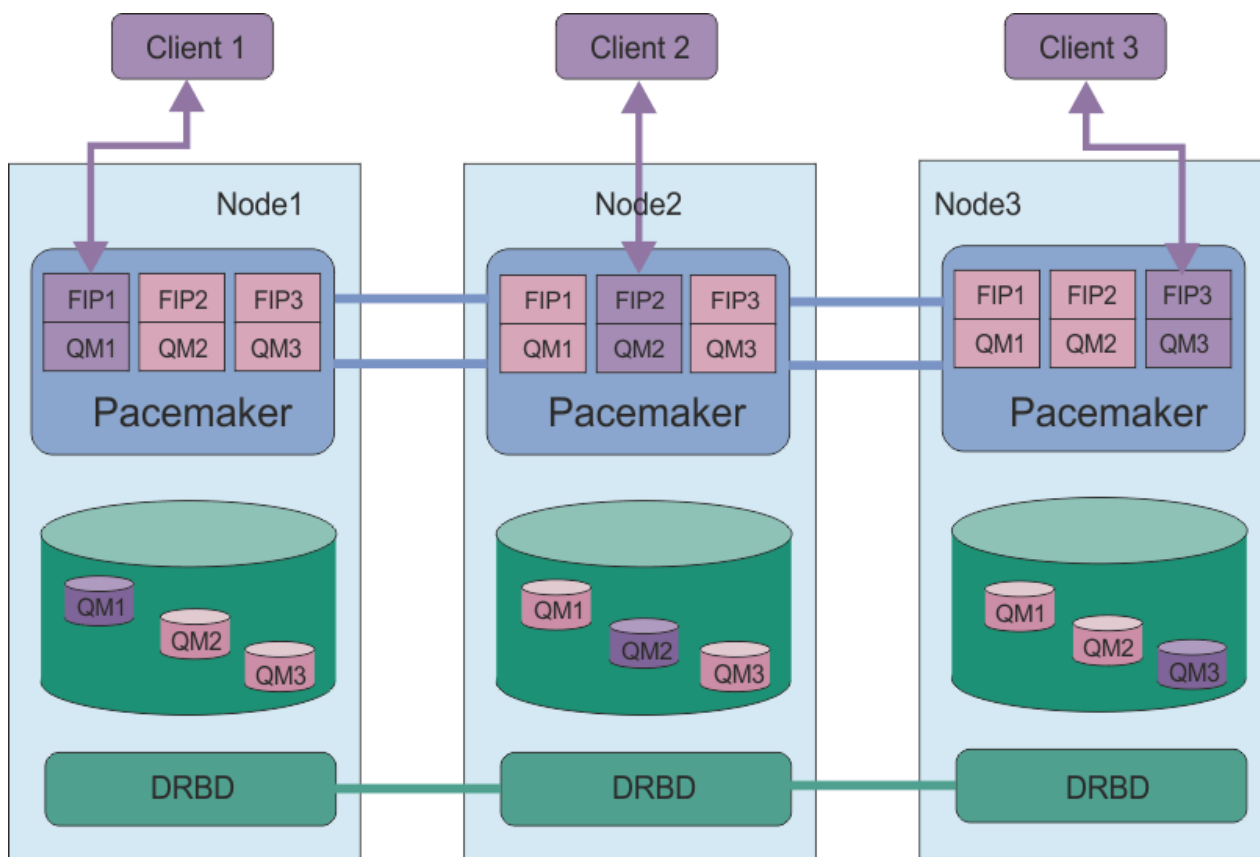 Client 1
Client 2
Client 3
Node1
Node2
Node3
FIP1 FIP2 FIP3
QM1 QM2 QM3
Pacemaker
FIP1 FIP2 FIP3
QM1 QM2 QM3
Pacemaker
FIP1 FIP2 FIP3
QM1 QM2 QM3
Pacemaker
QM1
QM2
QM3
QM1
QM2
QM3
QM1
QM2
QM3
DRBD
DRBD
DRBD